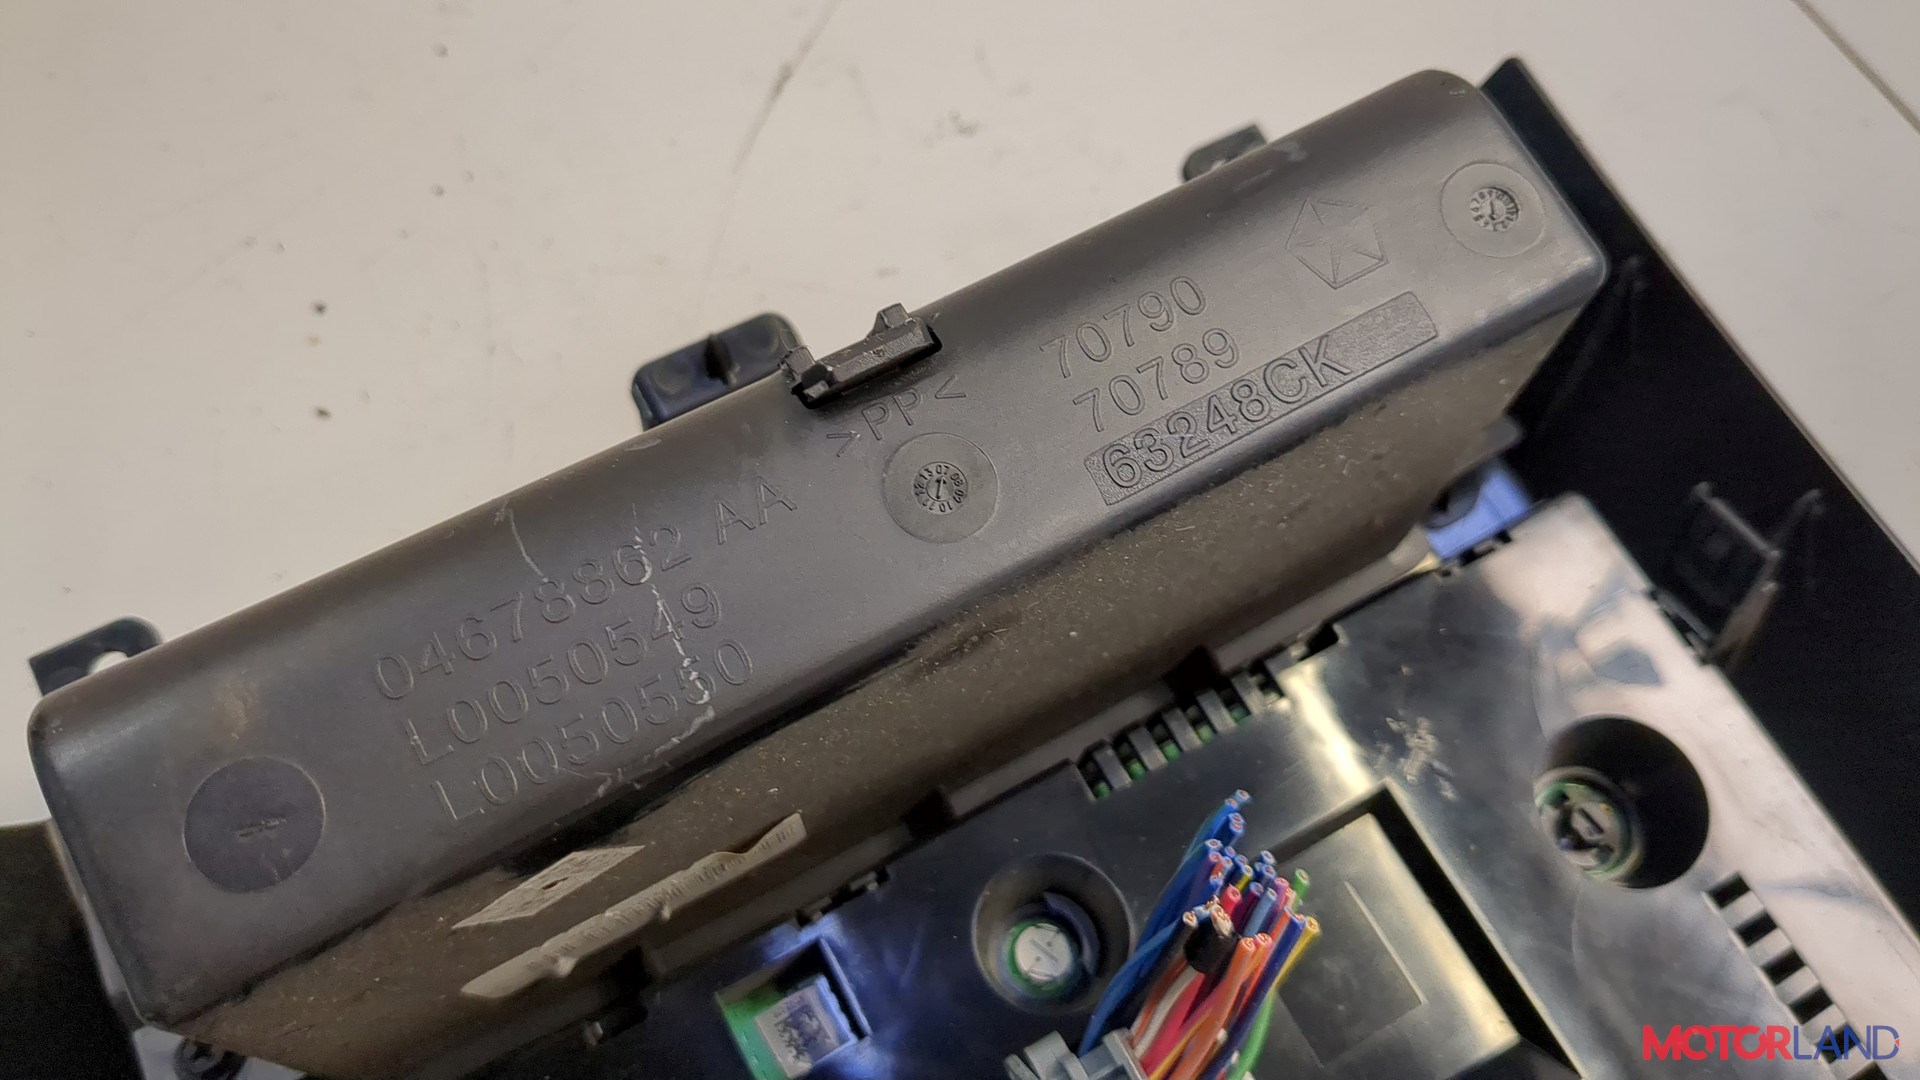 70790
70789
63248CK
>PP<
04678862 AA
L0050549
L0050550
MOTORLAND